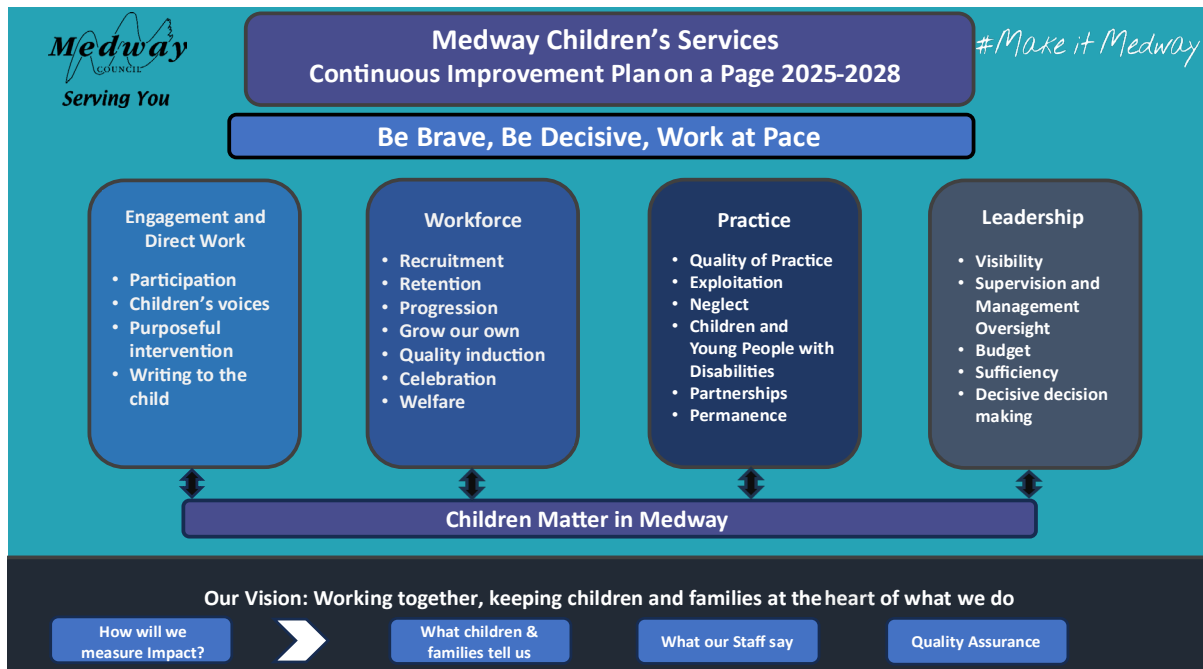 Medway
COUNCIL
Serving You
Medway Children's Services
Continuous Improvement Plan on a Page 2025-2028
#Make it Medway
Be Brave, Be Decisive, Work at Pace
Engagement and
Direct Work
• Participation
• Children's voices
• Purposeful
intervention
• Writing to the
child
Workforce
• Recruitment
• Retention
• Progression
• Grow our own
• Quality induction
• Celebration
• Welfare
Practice
• Quality of Practice
• Exploitation
• Neglect
• Children and
Young People with
Disabilities
• Partnerships
• Permanence
Leadership
• Visibility
• Supervision and
Management
Oversight
• Budget
• Sufficiency
• Decisive decision
making
Children Matter in Medway
Our Vision: Working together, keeping children and families at the heart of what we do
How will we
measure Impact?
What children &
families tell us
What our Staff say
Quality Assurance